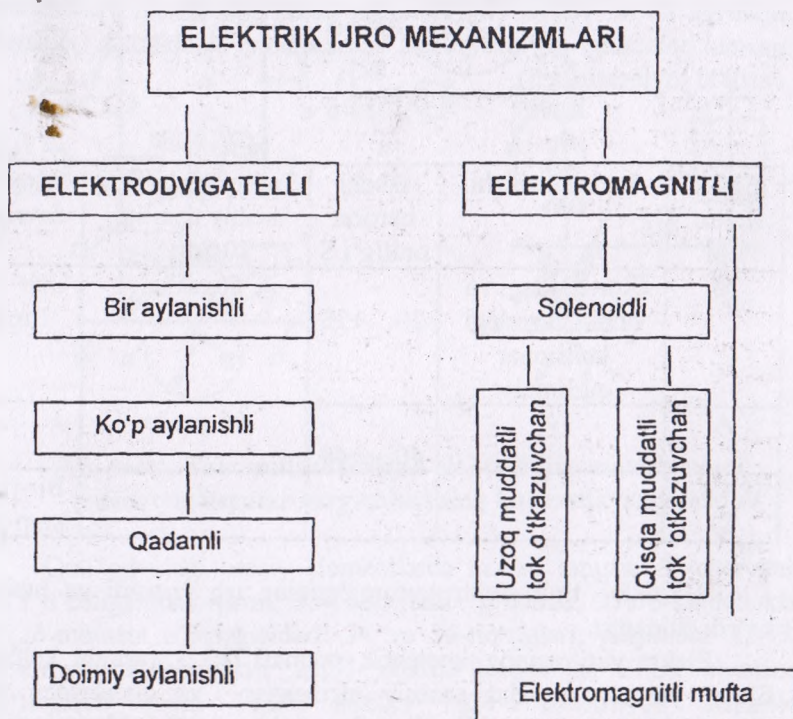 ELEKTRIK IJRO MEXANIZMLARI
ELEKTRODVIGATELLI
ELEKTROMAGNITLI
Bir aylanishli
Solenoidli
Ko'p aylanishli
Uzoq muddatli
tok o‘tkazuvchan
Qisqa muddatli
tok ‘otkazuvchan
Qadamli
Doimiy aylanishli
Elektromagnitli mufta